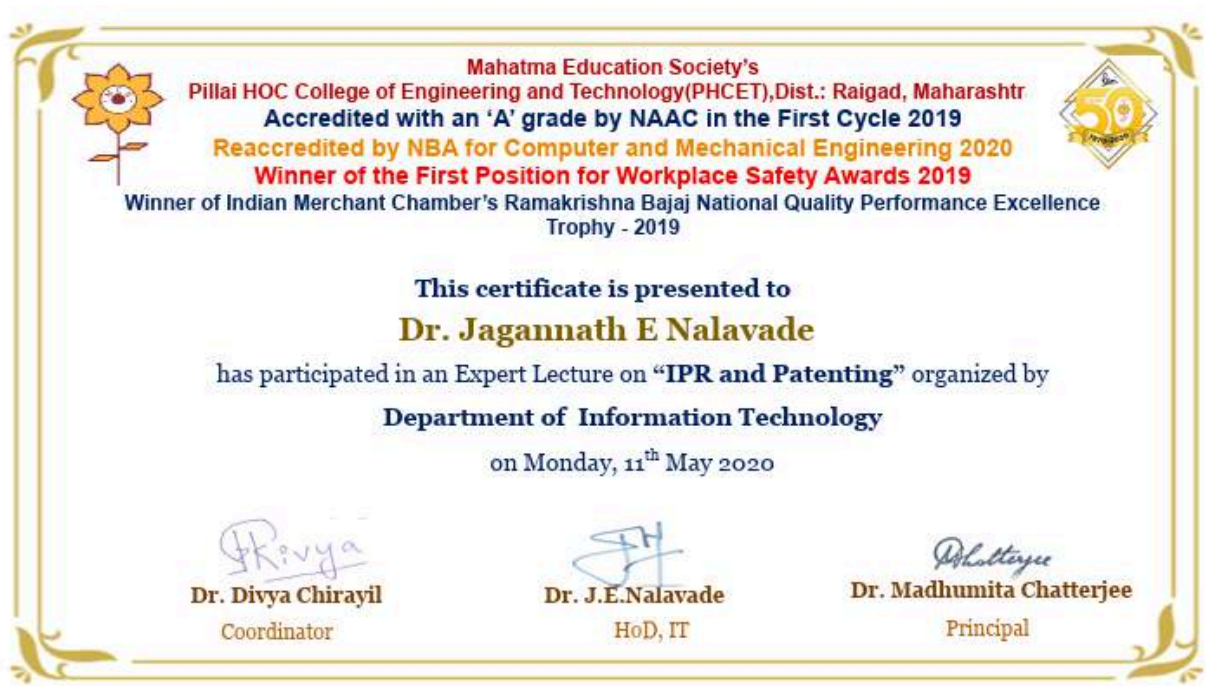 Mahatma Education Society's
Pillai HOC College of Engineering and Technology(PHCET),Dist.: Raigad, Maharashtr
Accredited with an 'A' grade by NAAC in the First Cycle 2019
Reaccredited by NBA for Computer and Mechanical Engineering 2020
Winner of the First Position for Workplace Safety Awards 2019
Winner of Indian Merchant Chamber's Ramakrishna Bajaj National Quality Performance Excellence
Trophy - 2019
50
This certificate is presented to
Dr. Jagannath E Nalavade
has participated in an Expert Lecture on “IPR and Patenting” organized by
Department of Information Technology
on Monday, 11th May 2020
Dr. Divya Chirayil
Coordinator
Dr. J.E.Nalavade
HoD, IT
Dr. Madhumita Chatterjee
Principal